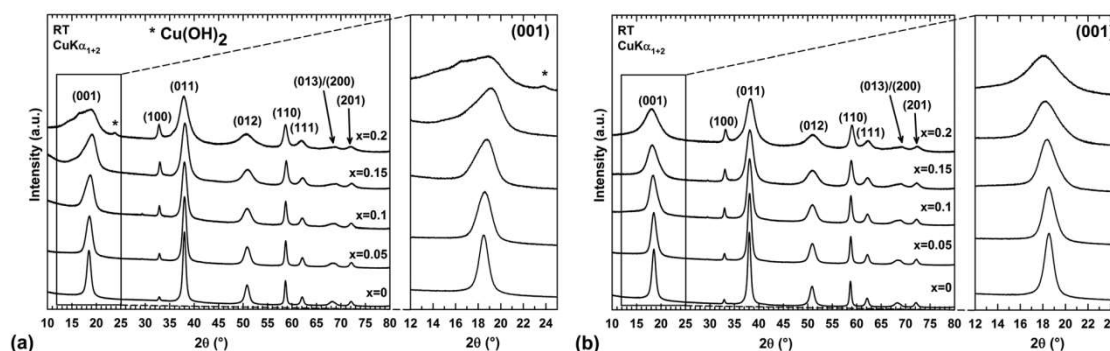 RT
CuKα1+2
* Cu(OH)2
(001)
(001)
*
(100)
(011)
(012)
(013)/(200)
(110)
(111)
(201)
*
x=0.2
x=0.15
x=0.1
x=0.05
x=0
Intensity (a.u.)
10 15 20 25 30 35 40 45 50 55 60 65 70 75 80
12 14 16 18 20 22 24
2θ (°)
2θ (°)
(a)
RT
CuKα1+2
(001)
(001)
(100)
(011)
(012)
(013)/(200)
(110)
(111)
(201)
x=0.2
x=0.15
x=0.1
x=0.05
x=0
Intensity (a.u.)
10 15 20 25 30 35 40 45 50 55 60 65 70 75 80
12 14 16 18 20 22 24
2θ (°)
2θ (°)
(b)